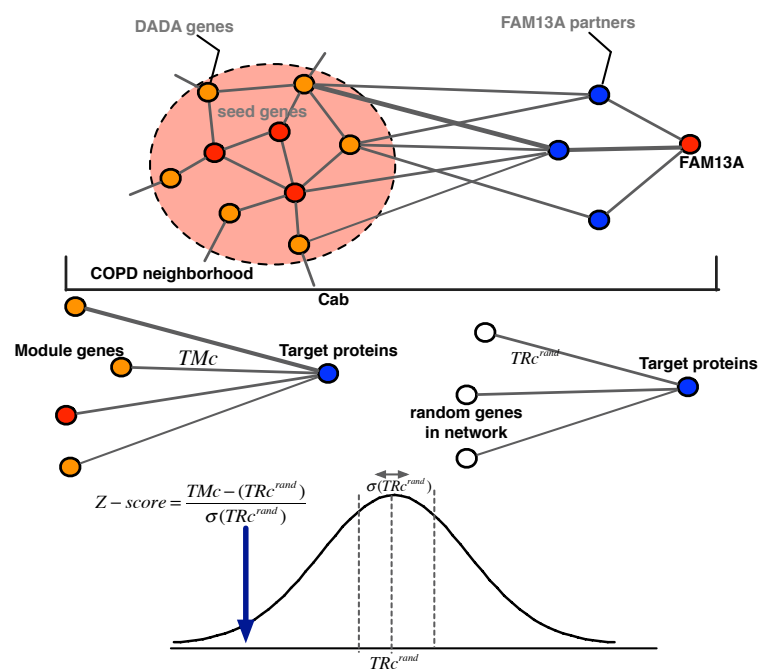 DADA genes
FAM13A partners
seed genes
FAM13A
COPD neighborhood
Cab
Module genes
TMc
Target proteins
TRc^rand
Target proteins
random genes
in network
Z – score = TMc – (TRc^rand) / σ(TRc^rand)
σ(TRc^rand)
TRc^rand